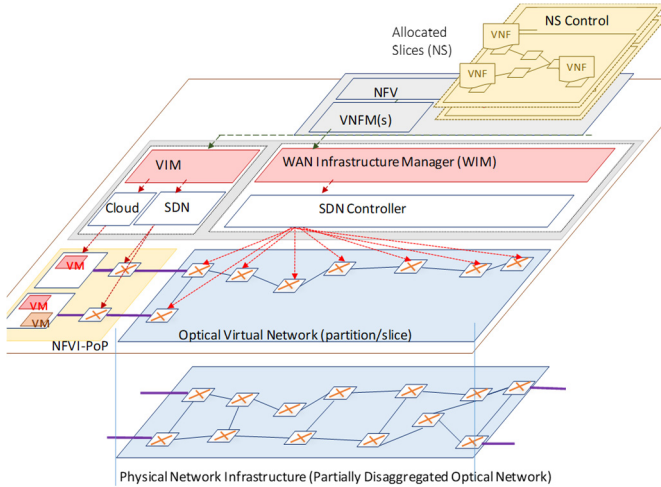 Allocated
Slices (NS)
NS Control
VNF
VNF
VNF
NFV
VNFM(s)
VIM
WAN Infrastructure Manager (WIM)
Cloud
SDN
SDN Controller
VM
VM
VM
NFVI-PoP
Optical Virtual Network (partition/slice)
Physical Network Infrastructure (Partially Disaggregated Optical Network)